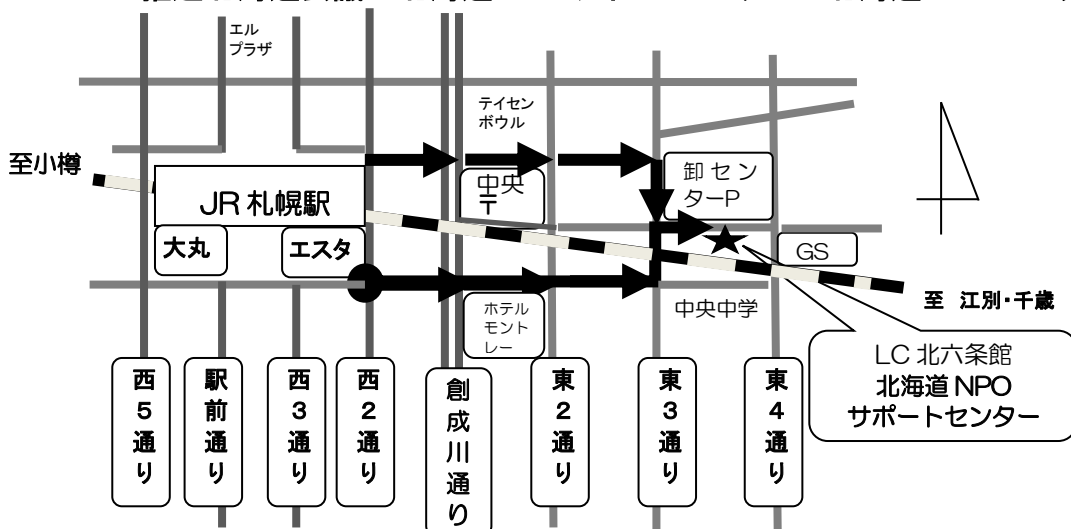 エル
プラザ
テイセン
ボウル
至小樽
JR 札幌駅
中央
〒
卸 セン
ターP
大丸
エスタ
GS
ホテル
モント
レー
中央中学
至 江別・千歳
LC 北六条館
北海道 NPO
サポートセンター
西5通り
駅前通り
西3通り
西2通り
創成川通り
東2通り
東3通り
東4通り